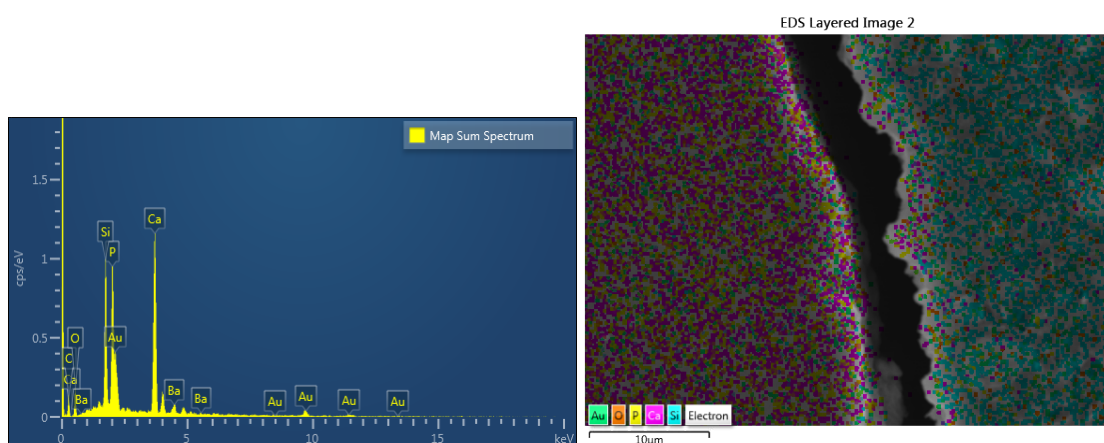 EDS Layered Image 2
Map Sum Spectrum
1.5
1
0.5
0
cps/eV
Si
P
Ca
O
C
Ca
Ba
Au
Ba
Ba
Au
Au
Au
Au
0 5 10 15 keV
Au O P Ca Si Electron
10µm